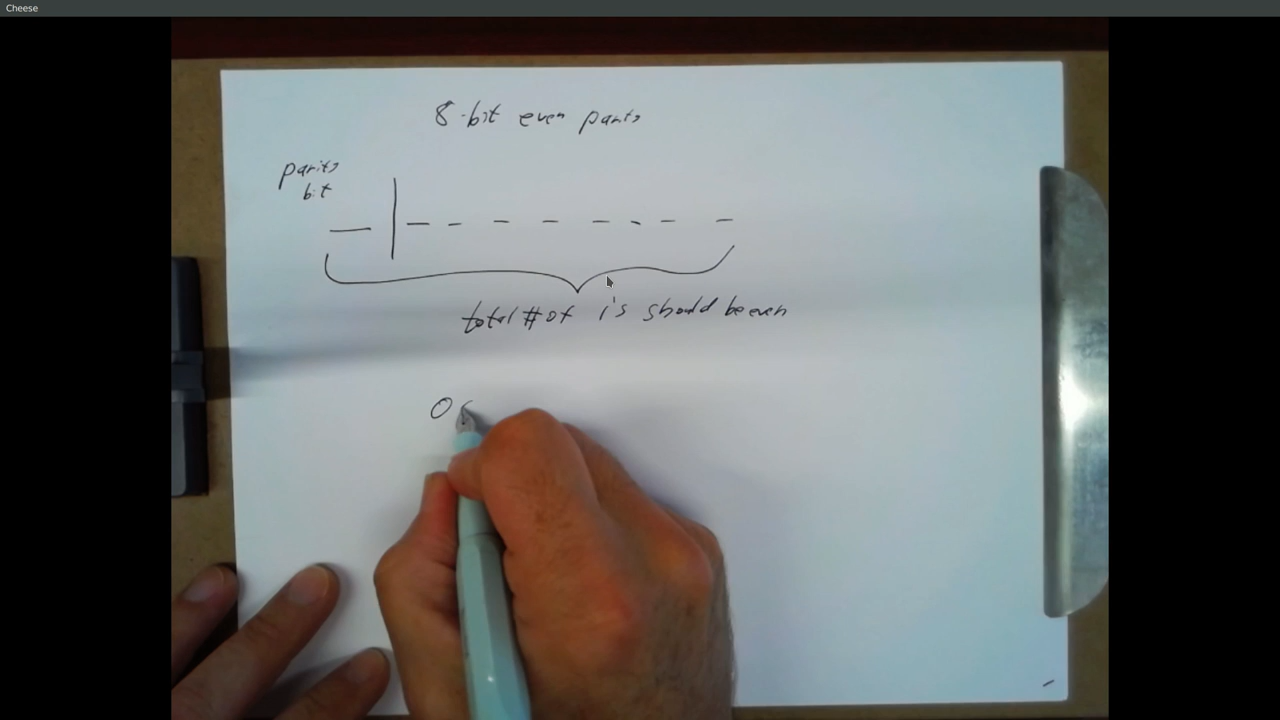 Cheese
8-bit even parity
parity
bit
total # of 1's should be even
0